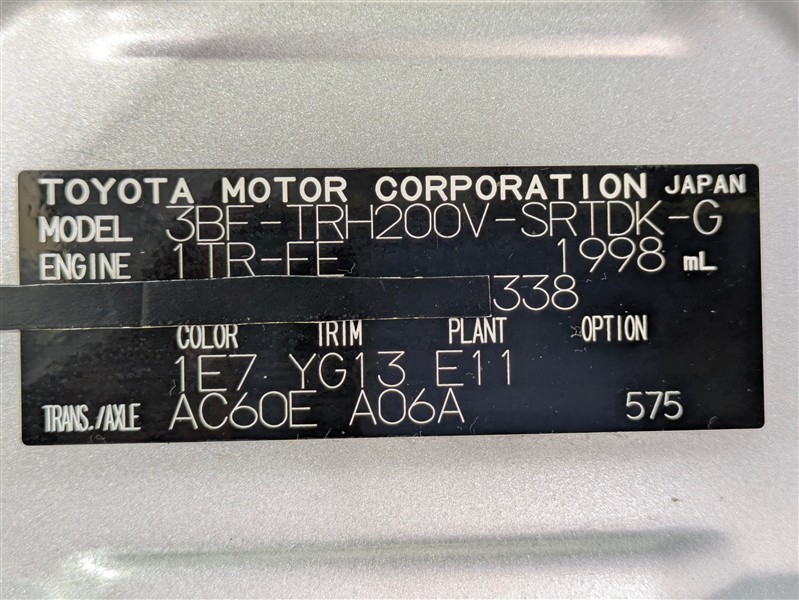 TOYOTA MOTOR CORPORATION JAPAN
MODEL 3BF-TRH200V-SRTDK-G
ENGINE 1TR-FE 1998 mL
338
COLOR TRIM PLANT OPTION
1E7 YG13 E11
TRANS./AXLE AC60E A06A 575